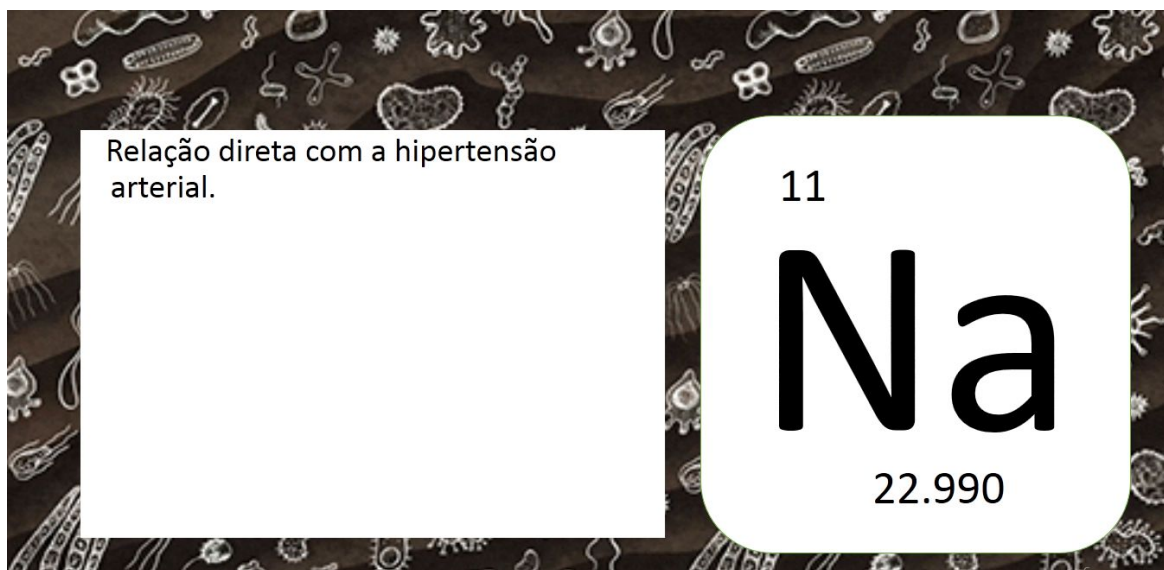 Relação direta com a hipertensão
arterial.
11
Na
22.990